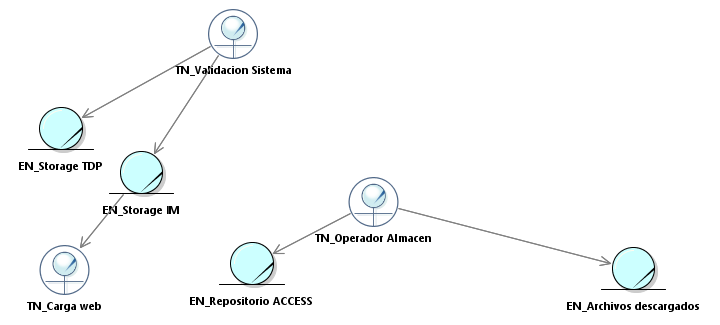 TN_Validacion Sistema
EN_Storage TDP
EN_Storage IM
TN_Operador Almacen
TN_Carga web
EN_Repositorio ACCESS
EN_Archivos descargados